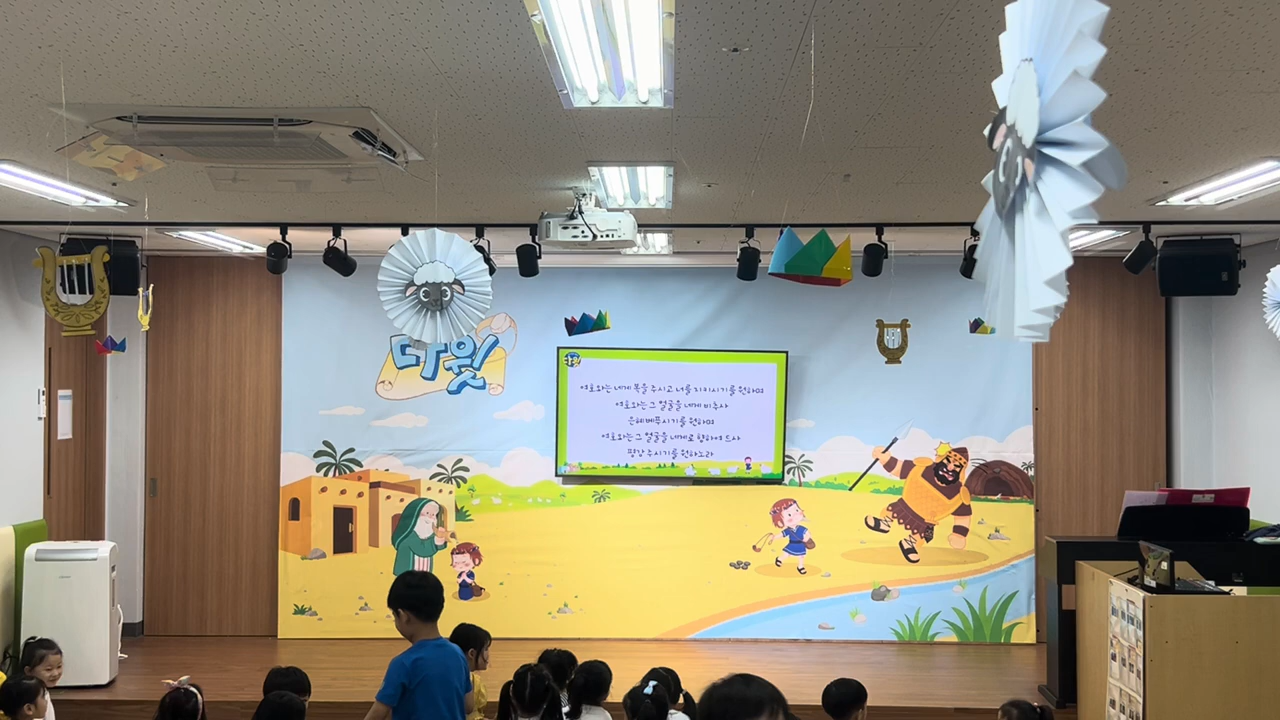 다윗
여호와는 네게 복을 주시고 너를 지키시기를 원하며
여호와는 그 얼굴을 네게 비추사
은혜 베푸시기를 원하며
여호와는 그 얼굴을 네게로 향하여 드사
평강 주시기를 원하노라